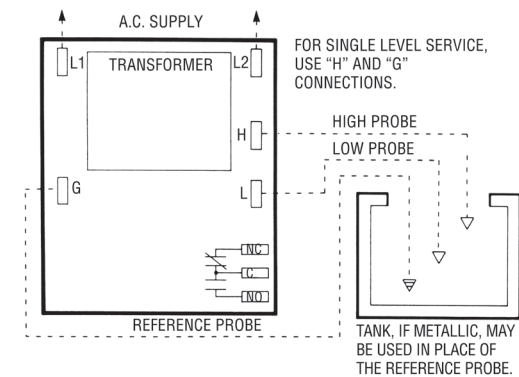 A.C. SUPPLY
L1
TRANSFORMER
L2
FOR SINGLE LEVEL SERVICE,
USE “H” AND “G”
CONNECTIONS.
H
HIGH PROBE
LOW PROBE
G
L
NC
C
NO
REFERENCE PROBE
TANK, IF METALLIC, MAY
BE USED IN PLACE OF
THE REFERENCE PROBE.